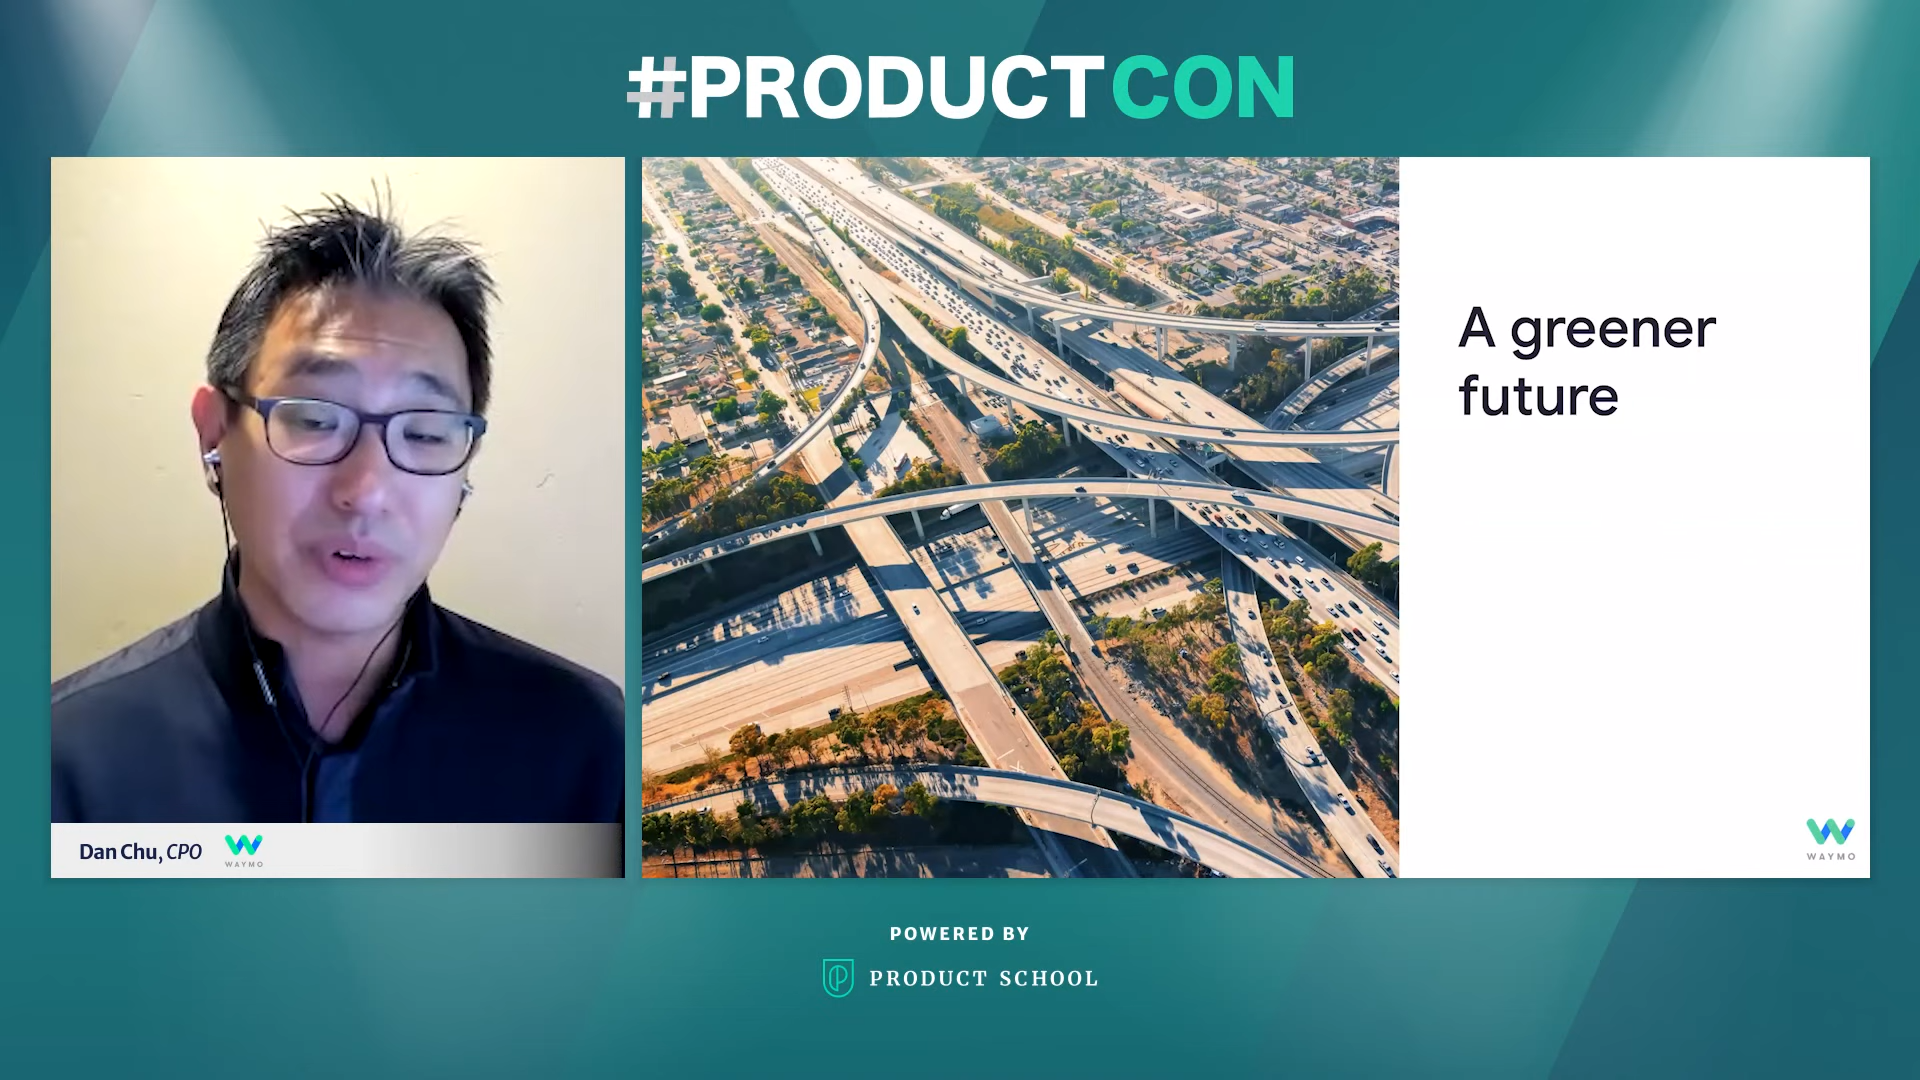 #PRODUCTCON
A greener
future
Dan Chu, CPO
WAYMO
WAYMO
POWERED BY
PRODUCT SCHOOL